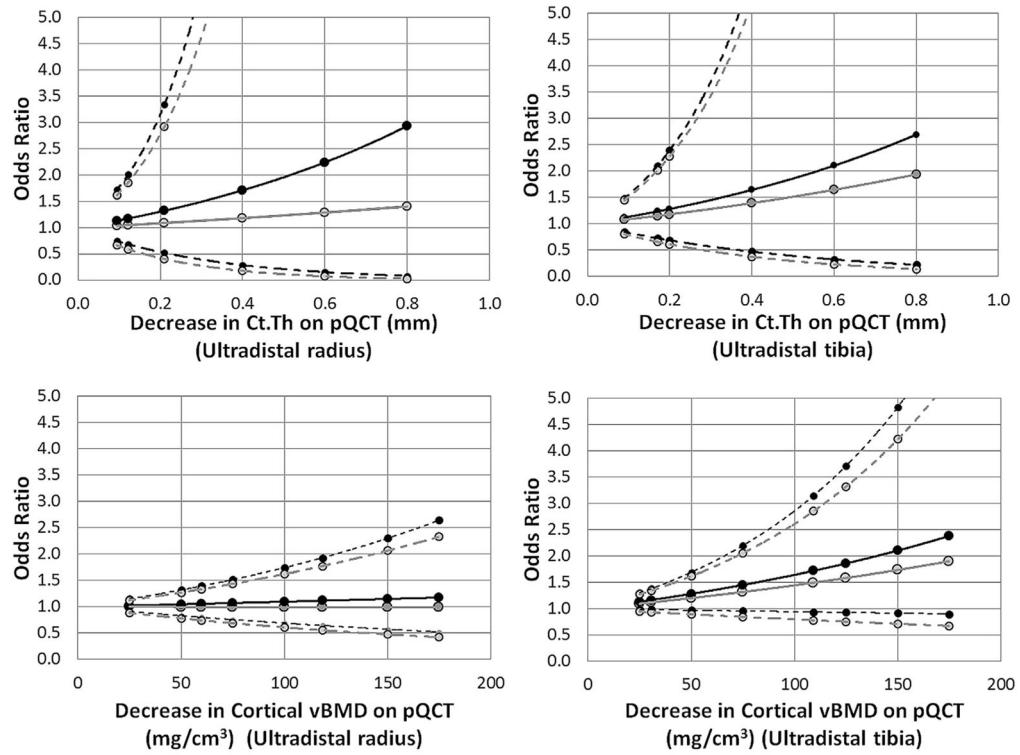 5.0
4.5
4.0
3.5
3.0
2.5
2.0
1.5
1.0
0.5
0.0
Odds Ratio
0.0 0.2 0.4 0.6 0.8 1.0
Decrease in Ct.Th on pQCT (mm)
(Ultradistal radius)
5.0
4.5
4.0
3.5
3.0
2.5
2.0
1.5
1.0
0.5
0.0
Odds Ratio
0.0 0.2 0.4 0.6 0.8 1.0
Decrease in Ct.Th on pQCT (mm)
(Ultradistal tibia)
5.0
4.5
4.0
3.5
3.0
2.5
2.0
1.5
1.0
0.5
0.0
Odds Ratio
0 50 100 150 200
Decrease in Cortical vBMD on pQCT
(mg/cm³) (Ultradistal radius)
5.0
4.5
4.0
3.5
3.0
2.5
2.0
1.5
1.0
0.5
0.0
Odds Ratio
0 50 100 150 200
Decrease in Cortical vBMD on pQCT
(mg/cm³) (Ultradistal tibia)